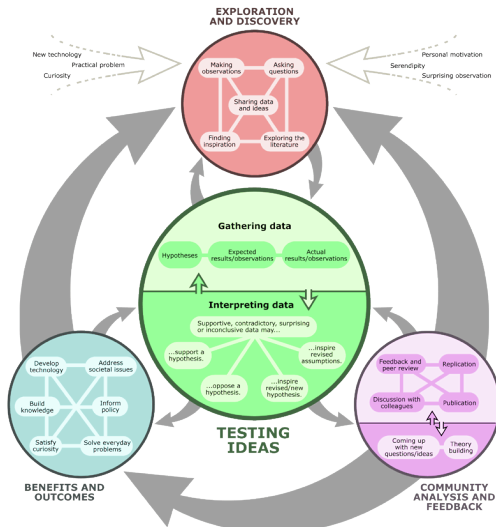 EXPLORATION
AND DISCOVERY
New technology
Practical problem
Curiosity
Personal motivation
Serendipity
Surprising observation
Making
observations
Asking
questions
Sharing data
and ideas
Finding
inspiration
Exploring the
literature
Gathering data
Hypotheses
Expected
results/observations
Actual
results/observations
Interpreting data
Supportive, contradictory, surprising
or inconclusive data may...
...support a
hypothesis.
...oppose a
hypothesis.
...inspire
revised/new
hypothesis.
...inspire
revised
assumptions.
TESTING
IDEAS
Develop
technology
Address
societal issues
Build
knowledge
Inform
policy
Satisfy
curiosity
Solve everyday
problems
BENEFITS AND
OUTCOMES
Feedback and
peer review
Replication
Discussion with
colleagues
Publication
Coming up with new
questions/ideas
Theory
building
COMMUNITY
ANALYSIS AND
FEEDBACK